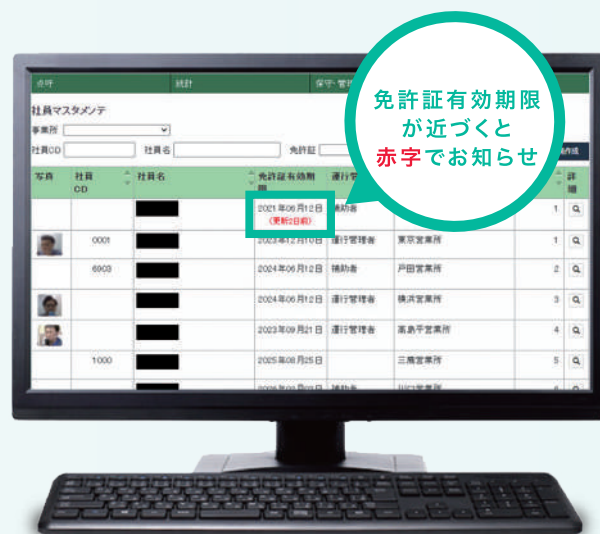 点呼 統計 保守・管理
社員マスタメンテ
事業所
社員CD 社員名 免許証
写真 社員CD 社員名 免許証有効期限 詳細
2021年06月12日 補助者 1
(更新2日前)
0001 2023年12月10日 運行管理者 東京営業所 1
6903 2024年06月12日 補助者 戸田営業所 2
2024年06月12日 運行管理者 横浜営業所 3
2023年09月21日 運行管理者 高島平営業所 4
1000 2025年08月25日 三鷹営業所 5
免許証有効期限
が近づくと
赤字でお知らせ